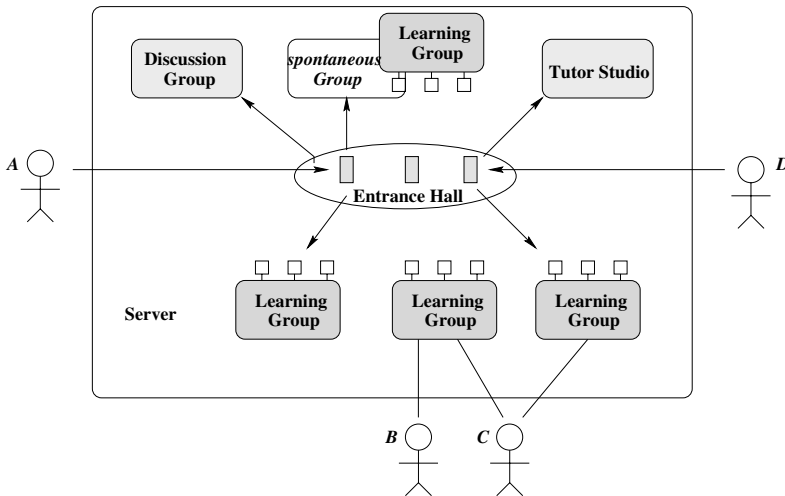 Learning
Group
Discussion
Group
spontaneous
Group
Tutor Studio
A
D
Entrance Hall
Server
Learning
Group
Learning
Group
Learning
Group
B
C